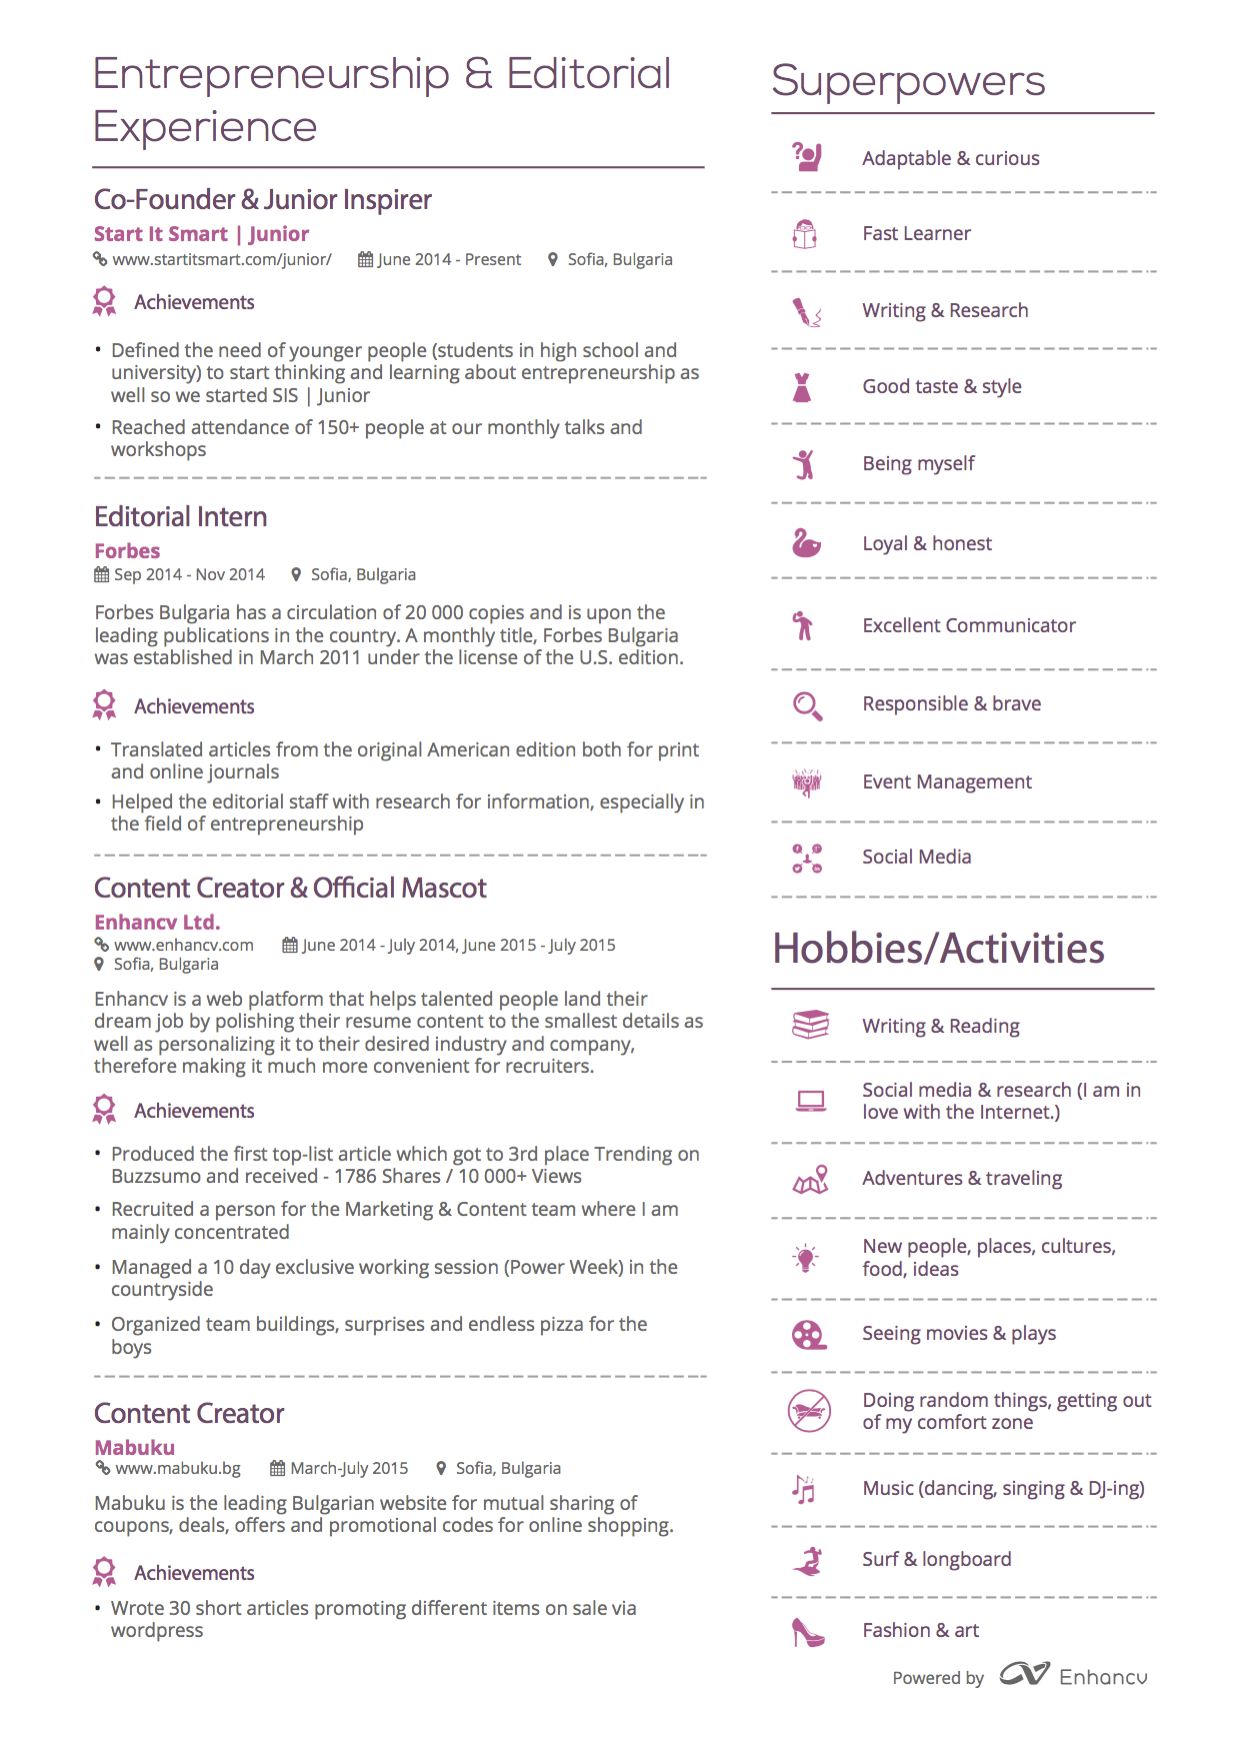 Entrepreneurship & Editorial
Experience
Co-Founder & Junior Inspirer
Start It Smart | Junior
www.startitsmart.com/junior/ June 2014 - Present Sofia, Bulgaria
Achievements
• Defined the need of younger people (students in high school and
university) to start thinking and learning about entrepreneurship as
well so we started SIS | Junior
• Reached attendance of 150+ people at our monthly talks and
workshops
Editorial Intern
Forbes
Sep 2014 - Nov 2014 Sofia, Bulgaria
Forbes Bulgaria has a circulation of 20 000 copies and is upon the
leading publications in the country. A monthly title, Forbes Bulgaria
was established in March 2011 under the license of the U.S. edition.
Achievements
• Translated articles from the original American edition both for print
and online journals
• Helped the editorial staff with research for information, especially in
the field of entrepreneurship
Content Creator & Official Mascot
Enhancv Ltd.
www.enhancv.com June 2014 - July 2014, June 2015 - July 2015
Sofia, Bulgaria
Enhancv is a web platform that helps talented people land their
dream job by polishing their resume content to the smallest details as
well as personalizing it to their desired industry and company,
therefore making it much more convenient for recruiters.
Achievements
• Produced the first top-list article which got to 3rd place Trending on
Buzzsumo and received - 1786 Shares / 10 000+ Views
• Recruited a person for the Marketing & Content team where I am
mainly concentrated
• Managed a 10 day exclusive working session (Power Week) in the
countryside
• Organized team buildings, surprises and endless pizza for the
boys
Content Creator
Mabuku
www.mabuku.bg March-July 2015 Sofia, Bulgaria
Mabuku is the leading Bulgarian website for mutual sharing of
coupons, deals, offers and promotional codes for online shopping.
Achievements
• Wrote 30 short articles promoting different items on sale via
wordpress
Superpowers
Adaptable & curious
Fast Learner
Writing & Research
Good taste & style
Being myself
Loyal & honest
Excellent Communicator
Responsible & brave
Event Management
Social Media
Hobbies/Activities
Writing & Reading
Social media & research (I am in
love with the Internet.)
Adventures & traveling
New people, places, cultures,
food, ideas
Seeing movies & plays
Doing random things, getting out
of my comfort zone
Music (dancing, singing & DJ-ing)
Surf & longboard
Fashion & art
Powered by Enhancv